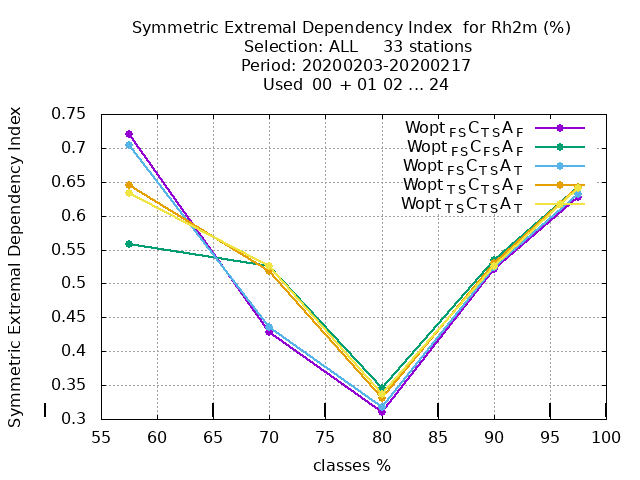 Symmetric Extremal Dependency Index  for Rh2m (%)
Selection: ALL     33 stations
Period: 20200203-20200217
Used  00 + 01 02 ... 24
Symmetric Extremal Dependency Index
0.75
0.7
0.65
0.6
0.55
0.5
0.45
0.4
0.35
0.3
Wopt FS C TS A F
Wopt FS C FS A F
Wopt FS C TS A T
Wopt TS C TS A F
Wopt TS C TS A T
55 60 65 70 75 80 85 90 95 100
classes %